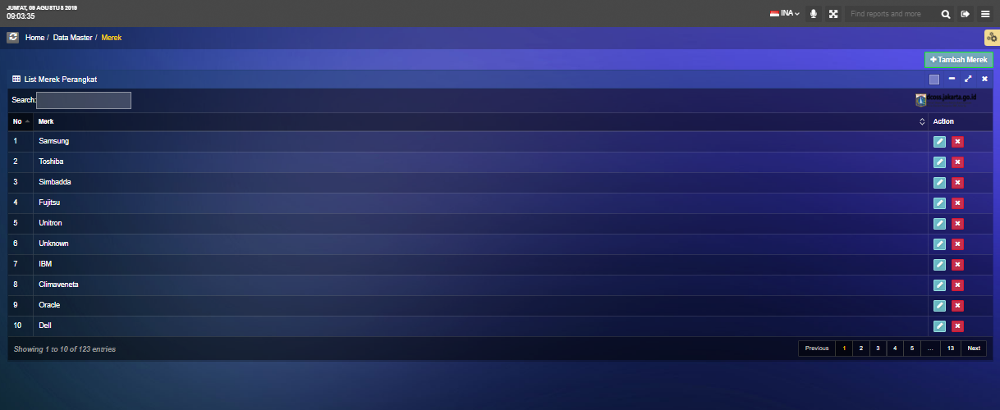 JUM'AT, 09 AGUSTUS 2019
09:03:35
INA
Find reports and more
Home / Data Master / Merek
Tambah Merek
List Merek Perangkat
Search:
jakarta.go.id
No Merk Action
1 Samsung
2 Toshiba
3 Simbadda
4 Fujitsu
5 Unitron
6 Unknown
7 IBM
8 Climaveneta
9 Oracle
10 Dell
Showing 1 to 10 of 123 entries
Previous 1 2 3 4 5 ... 13 Next